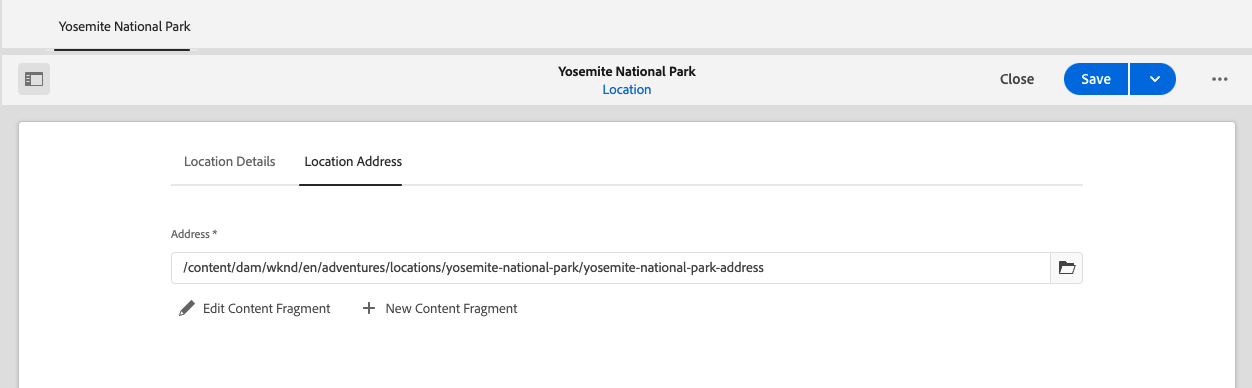 Yosemite National Park
Yosemite National Park
Location
Close
Save
Location Details
Location Address
Address *
/content/dam/wknd/en/adventures/locations/yosemite-national-park/yosemite-national-park-address
Edit Content Fragment
New Content Fragment